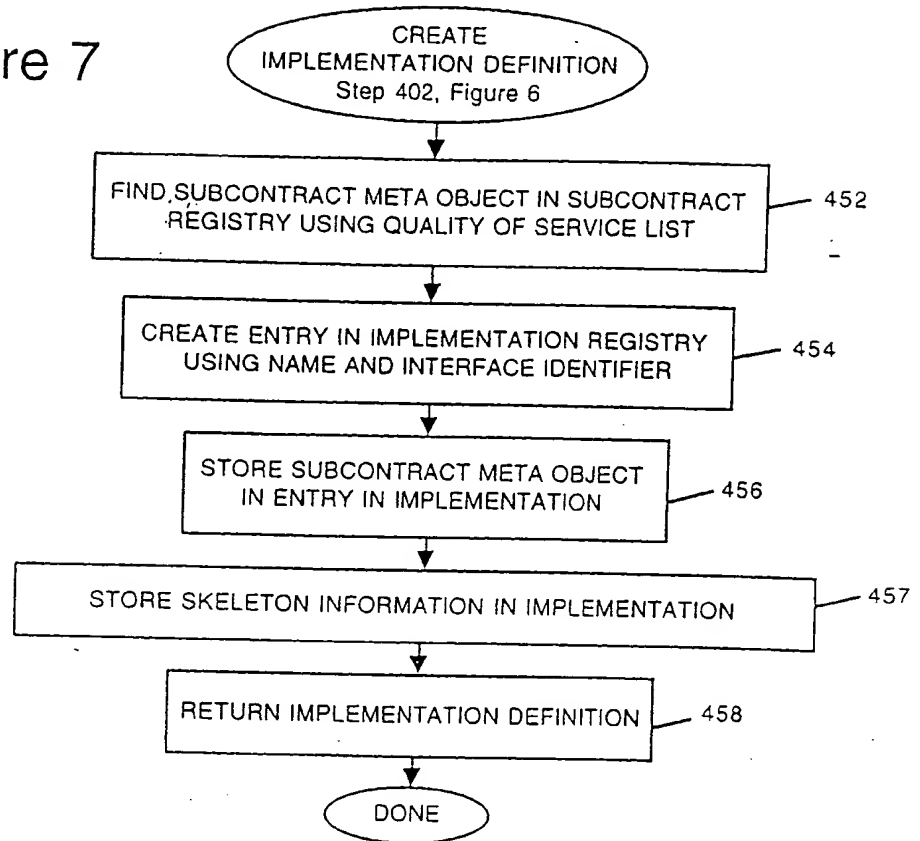 re 7
CREATE
IMPLEMENTATION DEFINITION
Step 402, Figure 6
FIND SUBCONTRACT META OBJECT IN SUBCONTRACT
REGISTRY USING QUALITY OF SERVICE LIST
452
CREATE ENTRY IN IMPLEMENTATION REGISTRY
USING NAME AND INTERFACE IDENTIFIER
454
STORE SUBCONTRACT META OBJECT
IN ENTRY IN IMPLEMENTATION
456
STORE SKELETON INFORMATION IN IMPLEMENTATION
457
RETURN IMPLEMENTATION DEFINITION
458
DONE